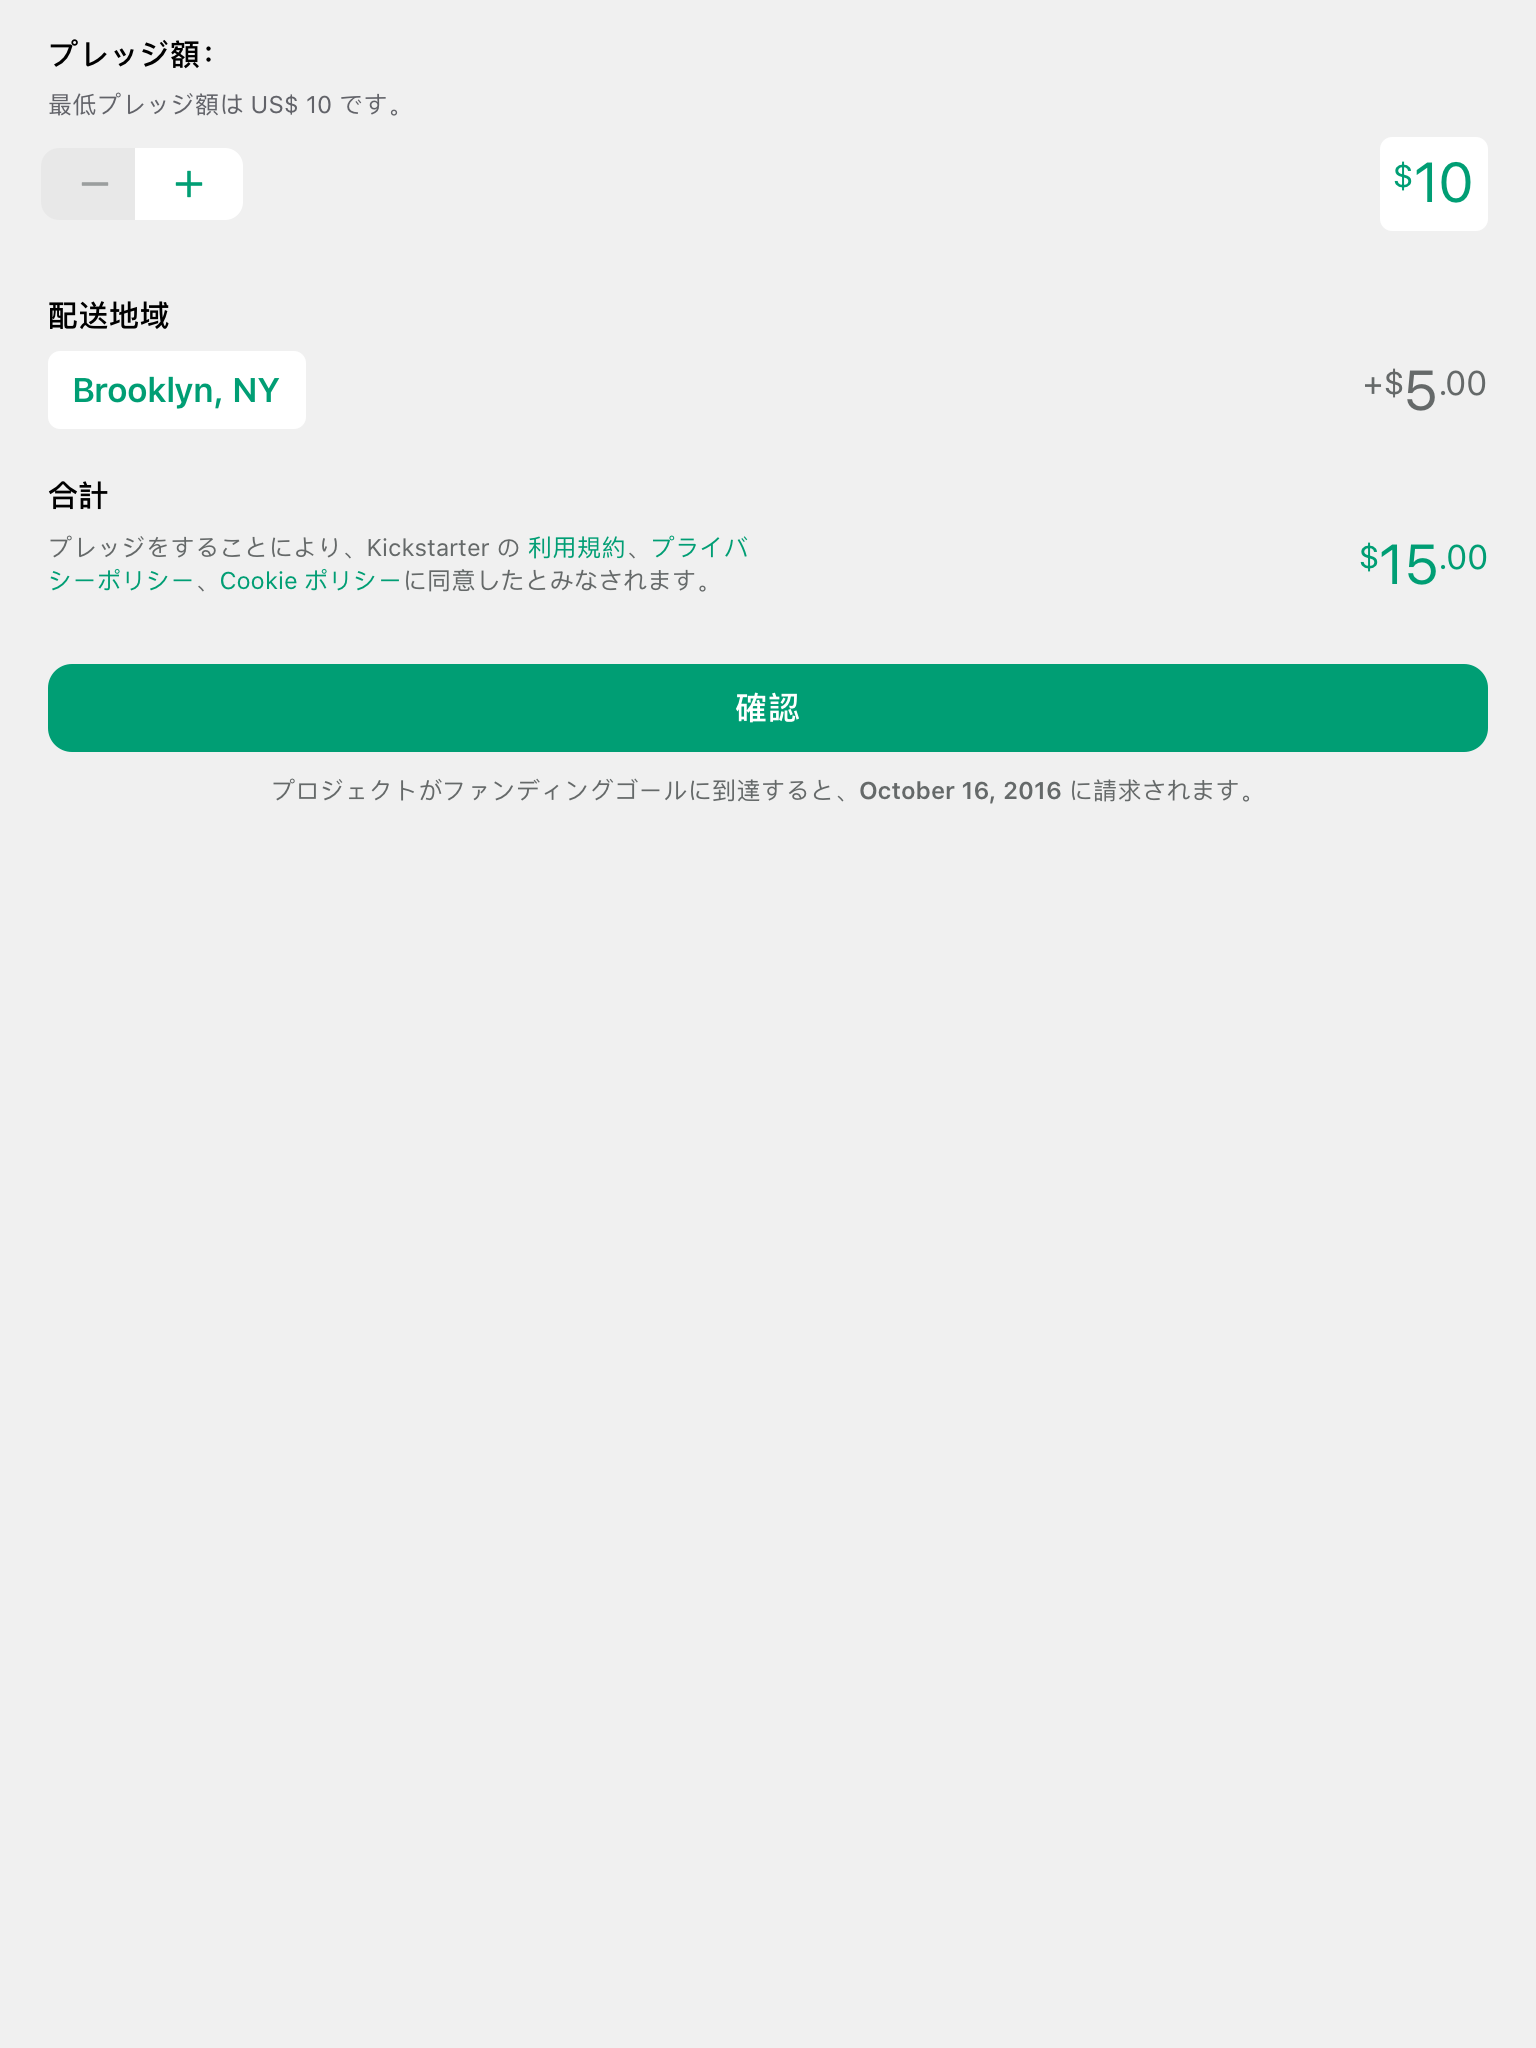 プレッジ額：
最低プレッジ額は US$ 10 です。
− +
$10
配送地域
Brooklyn, NY
+$5.00
合計
プレッジをすることにより、Kickstarter の 利用規約、プライバ
シーポリシー、Cookie ポリシーに同意したとみなされます。
$15.00
確認
プロジェクトがファンディングゴールに到達すると、October 16, 2016 に請求されます。